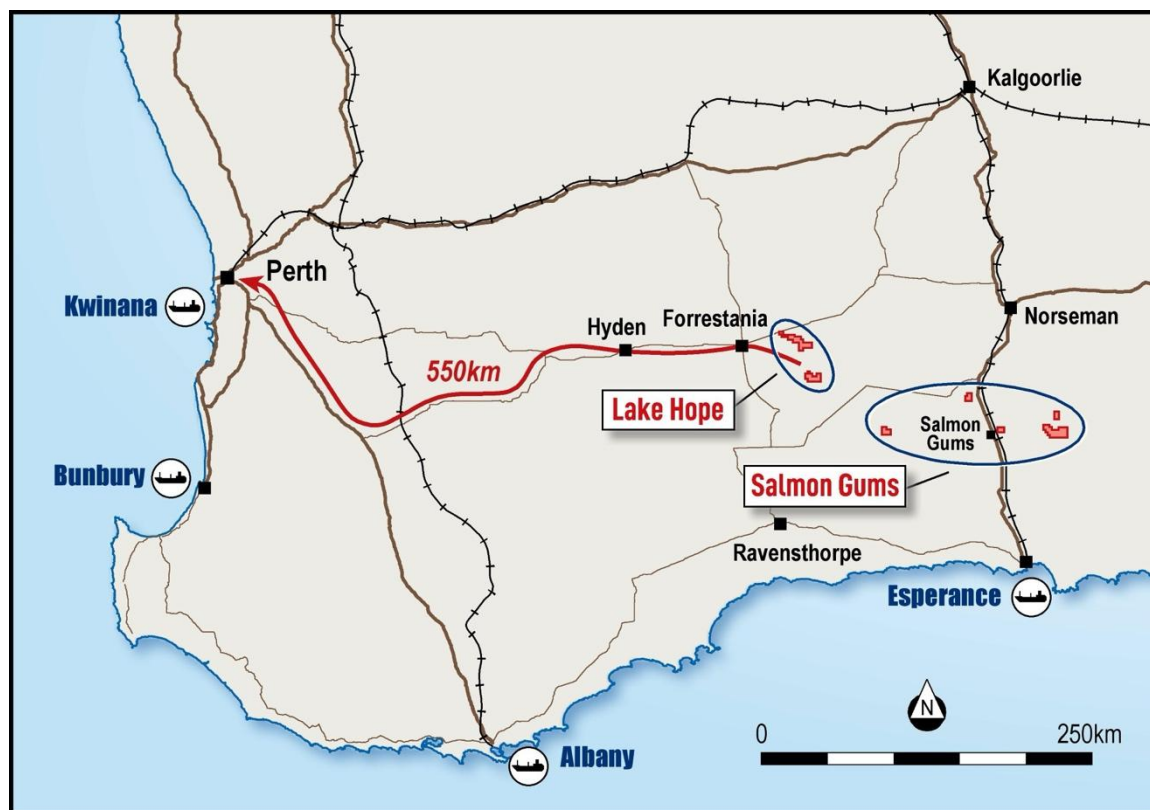 Kalgoorlie
Perth
Kwinana
Hyden
Forrestania
Norseman
550km
Lake Hope
Salmon
Gums
Bunbury
Salmon Gums
Ravensthorpe
Esperance
N
0
250km
Albany